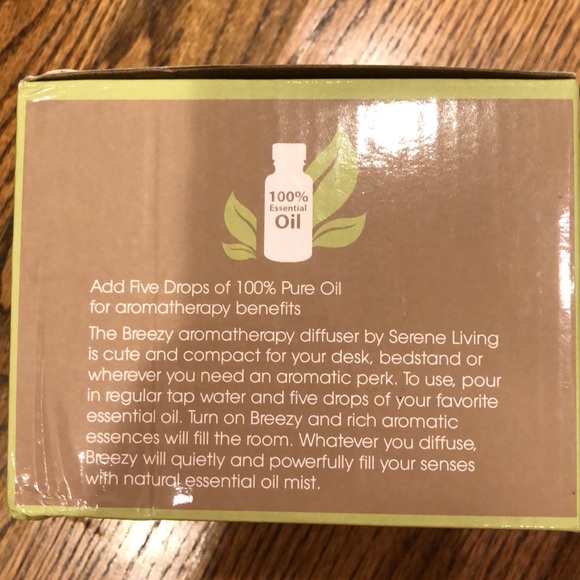 100%
Essential
Oil
Add Five Drops of 100% Pure Oil
for aromatherapy benefits
The Breezy aromatherapy diffuser by Serene Living
is cute and compact for your desk, bedstand or
wherever you need an aromatic perk. To use, pour
in regular tap water and five drops of your favorite
essential oil. Turn on Breezy and rich aromatic
essences will fill the room. Whatever you diffuse,
Breezy will quietly and powerfully fill your senses
with natural essential oil mist.